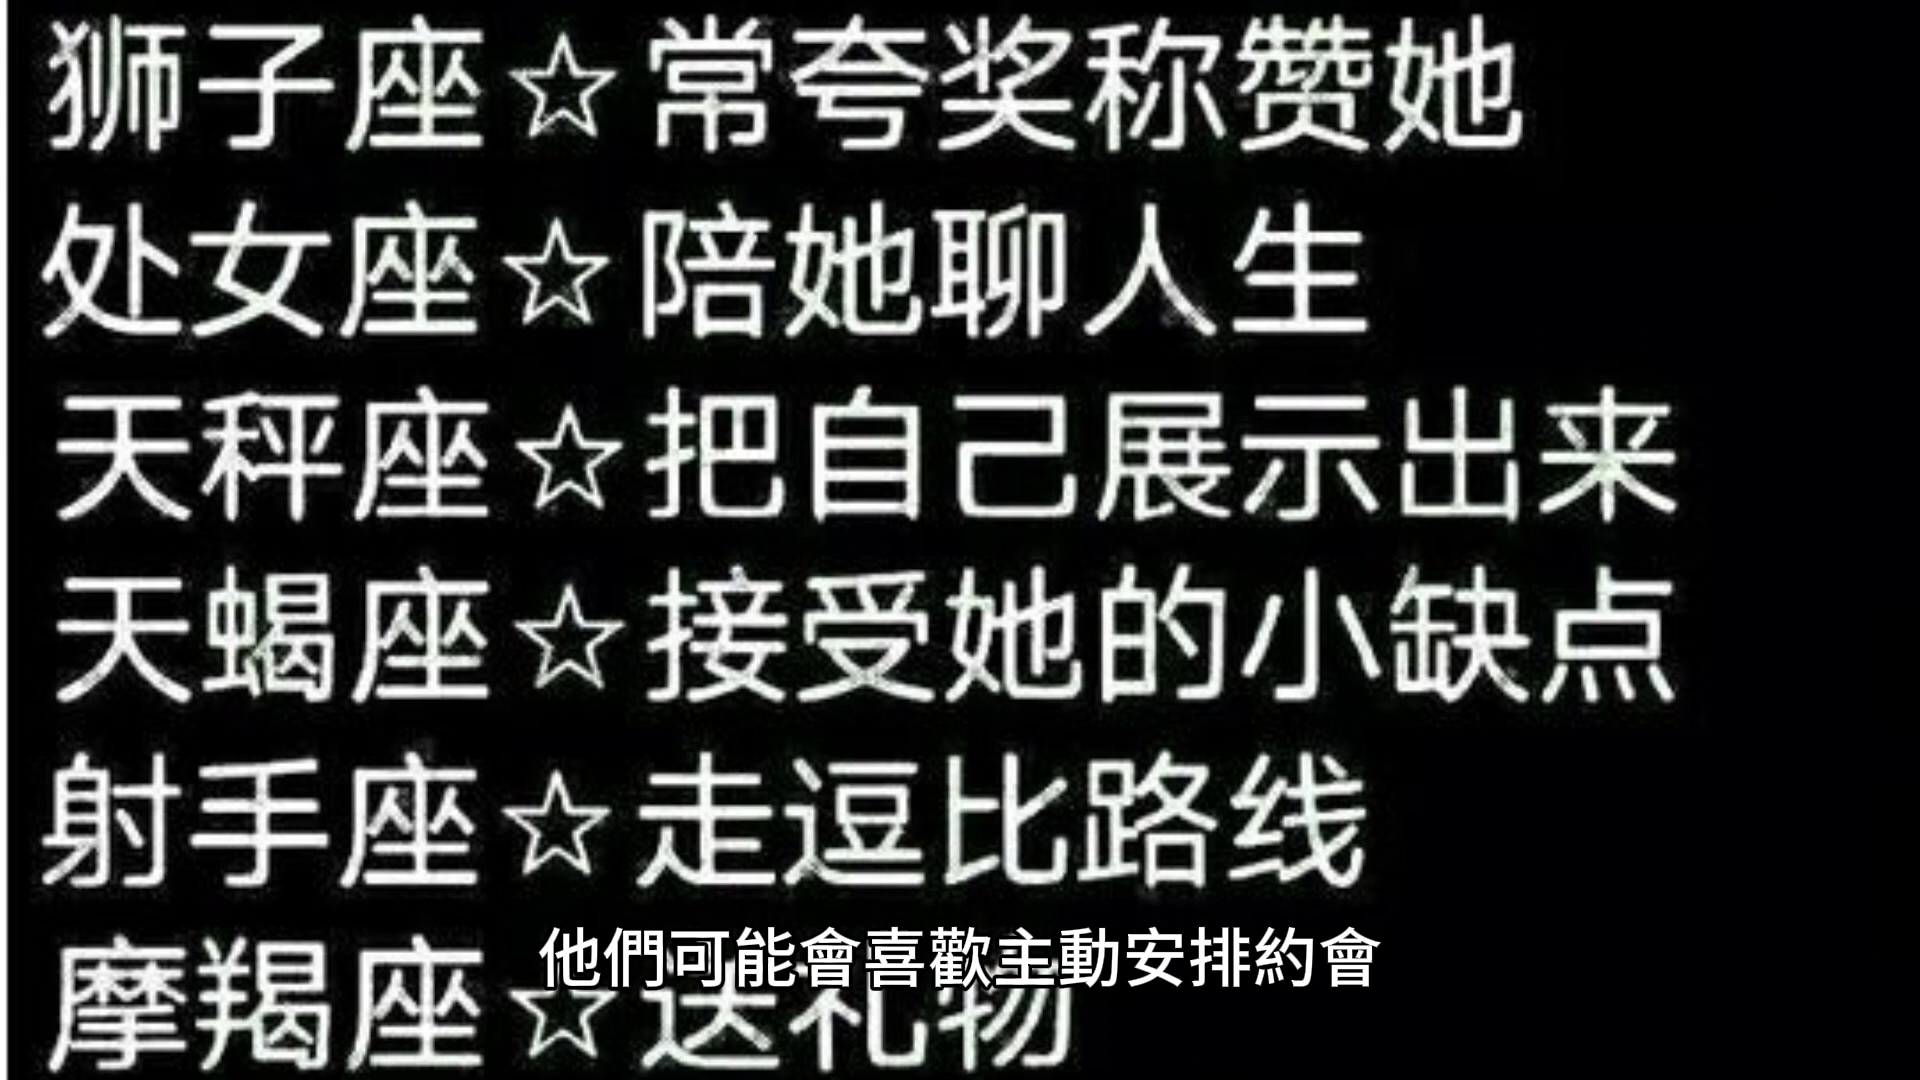 狮子座☆常夸奖称赞她
处女座☆陪她聊人生
天秤座☆把自己展示出来
天蝎座☆接受她的小缺点
射手座☆走逗比路线
他們可能會喜歡主動安排約會
摩羯座☆送礼物